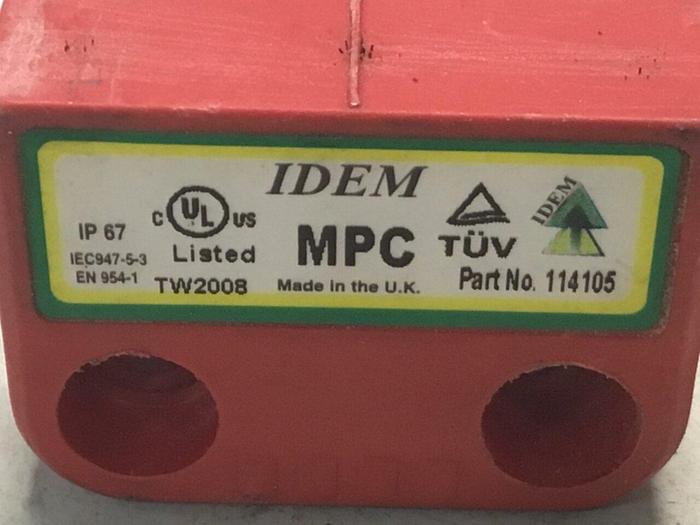 IDEM
IP 67
IEC947-5-3
EN 954-1
C UL US
Listed
TW2008
MPC
Made in the U.K.
TÜV
IDEM
Part No. 114105